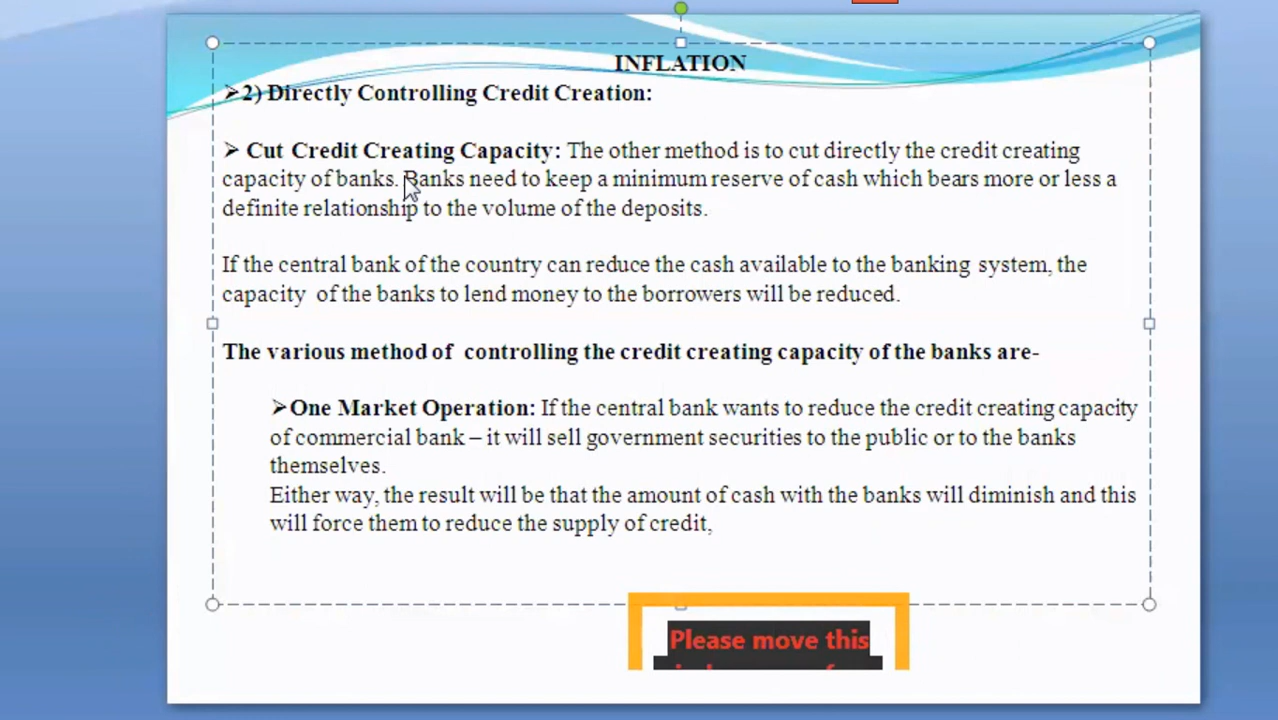 INFLATION
➢2) Directly Controlling Credit Creation:
➢ Cut Credit Creating Capacity: The other method is to cut directly the credit creating
capacity of banks. Banks need to keep a minimum reserve of cash which bears more or less a
definite relationship to the volume of the deposits.
If the central bank of the country can reduce the cash available to the banking system, the
capacity of the banks to lend money to the borrowers will be reduced.
The various method of controlling the credit creating capacity of the banks are-
➢One Market Operation: If the central bank wants to reduce the credit creating capacity
of commercial bank – it will sell government securities to the public or to the banks
themselves.
Either way, the result will be that the amount of cash with the banks will diminish and this
will force them to reduce the supply of credit,
Please move this